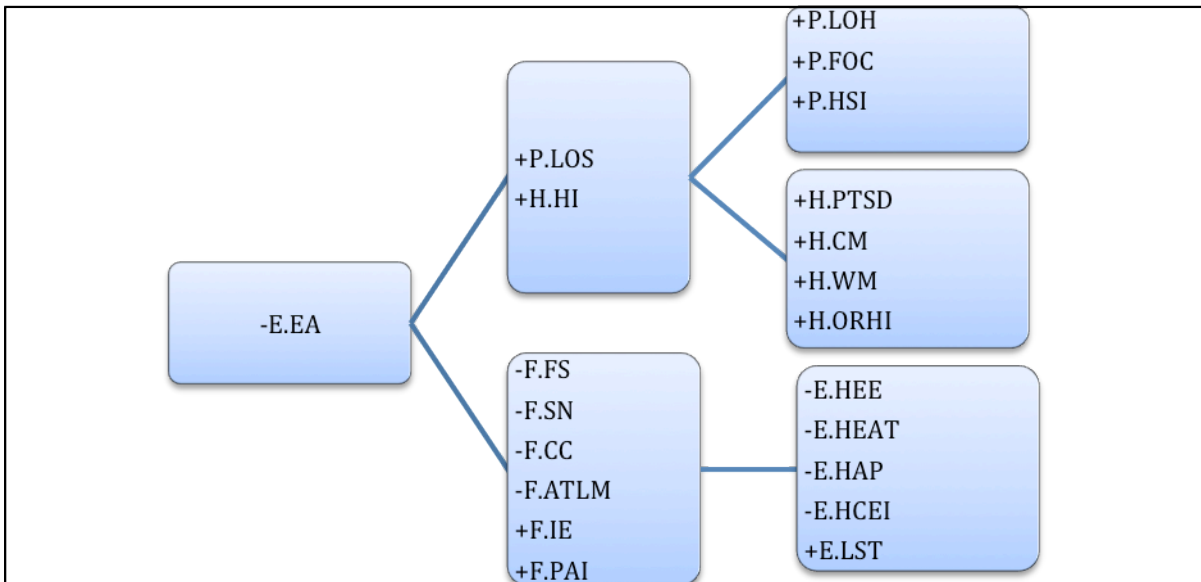 -E.EA
+P.LOS
+H.HI
+P.LOH
+P.FOC
+P.HSI
+H.PTSD
+H.CM
+H.WM
+H.ORHI
-F.FS
-F.SN
-F.CC
-F.ATLM
+F.IE
+F.PAI
-E.HEE
-E.HEAT
-E.HAP
-E.HCEI
+E.LST